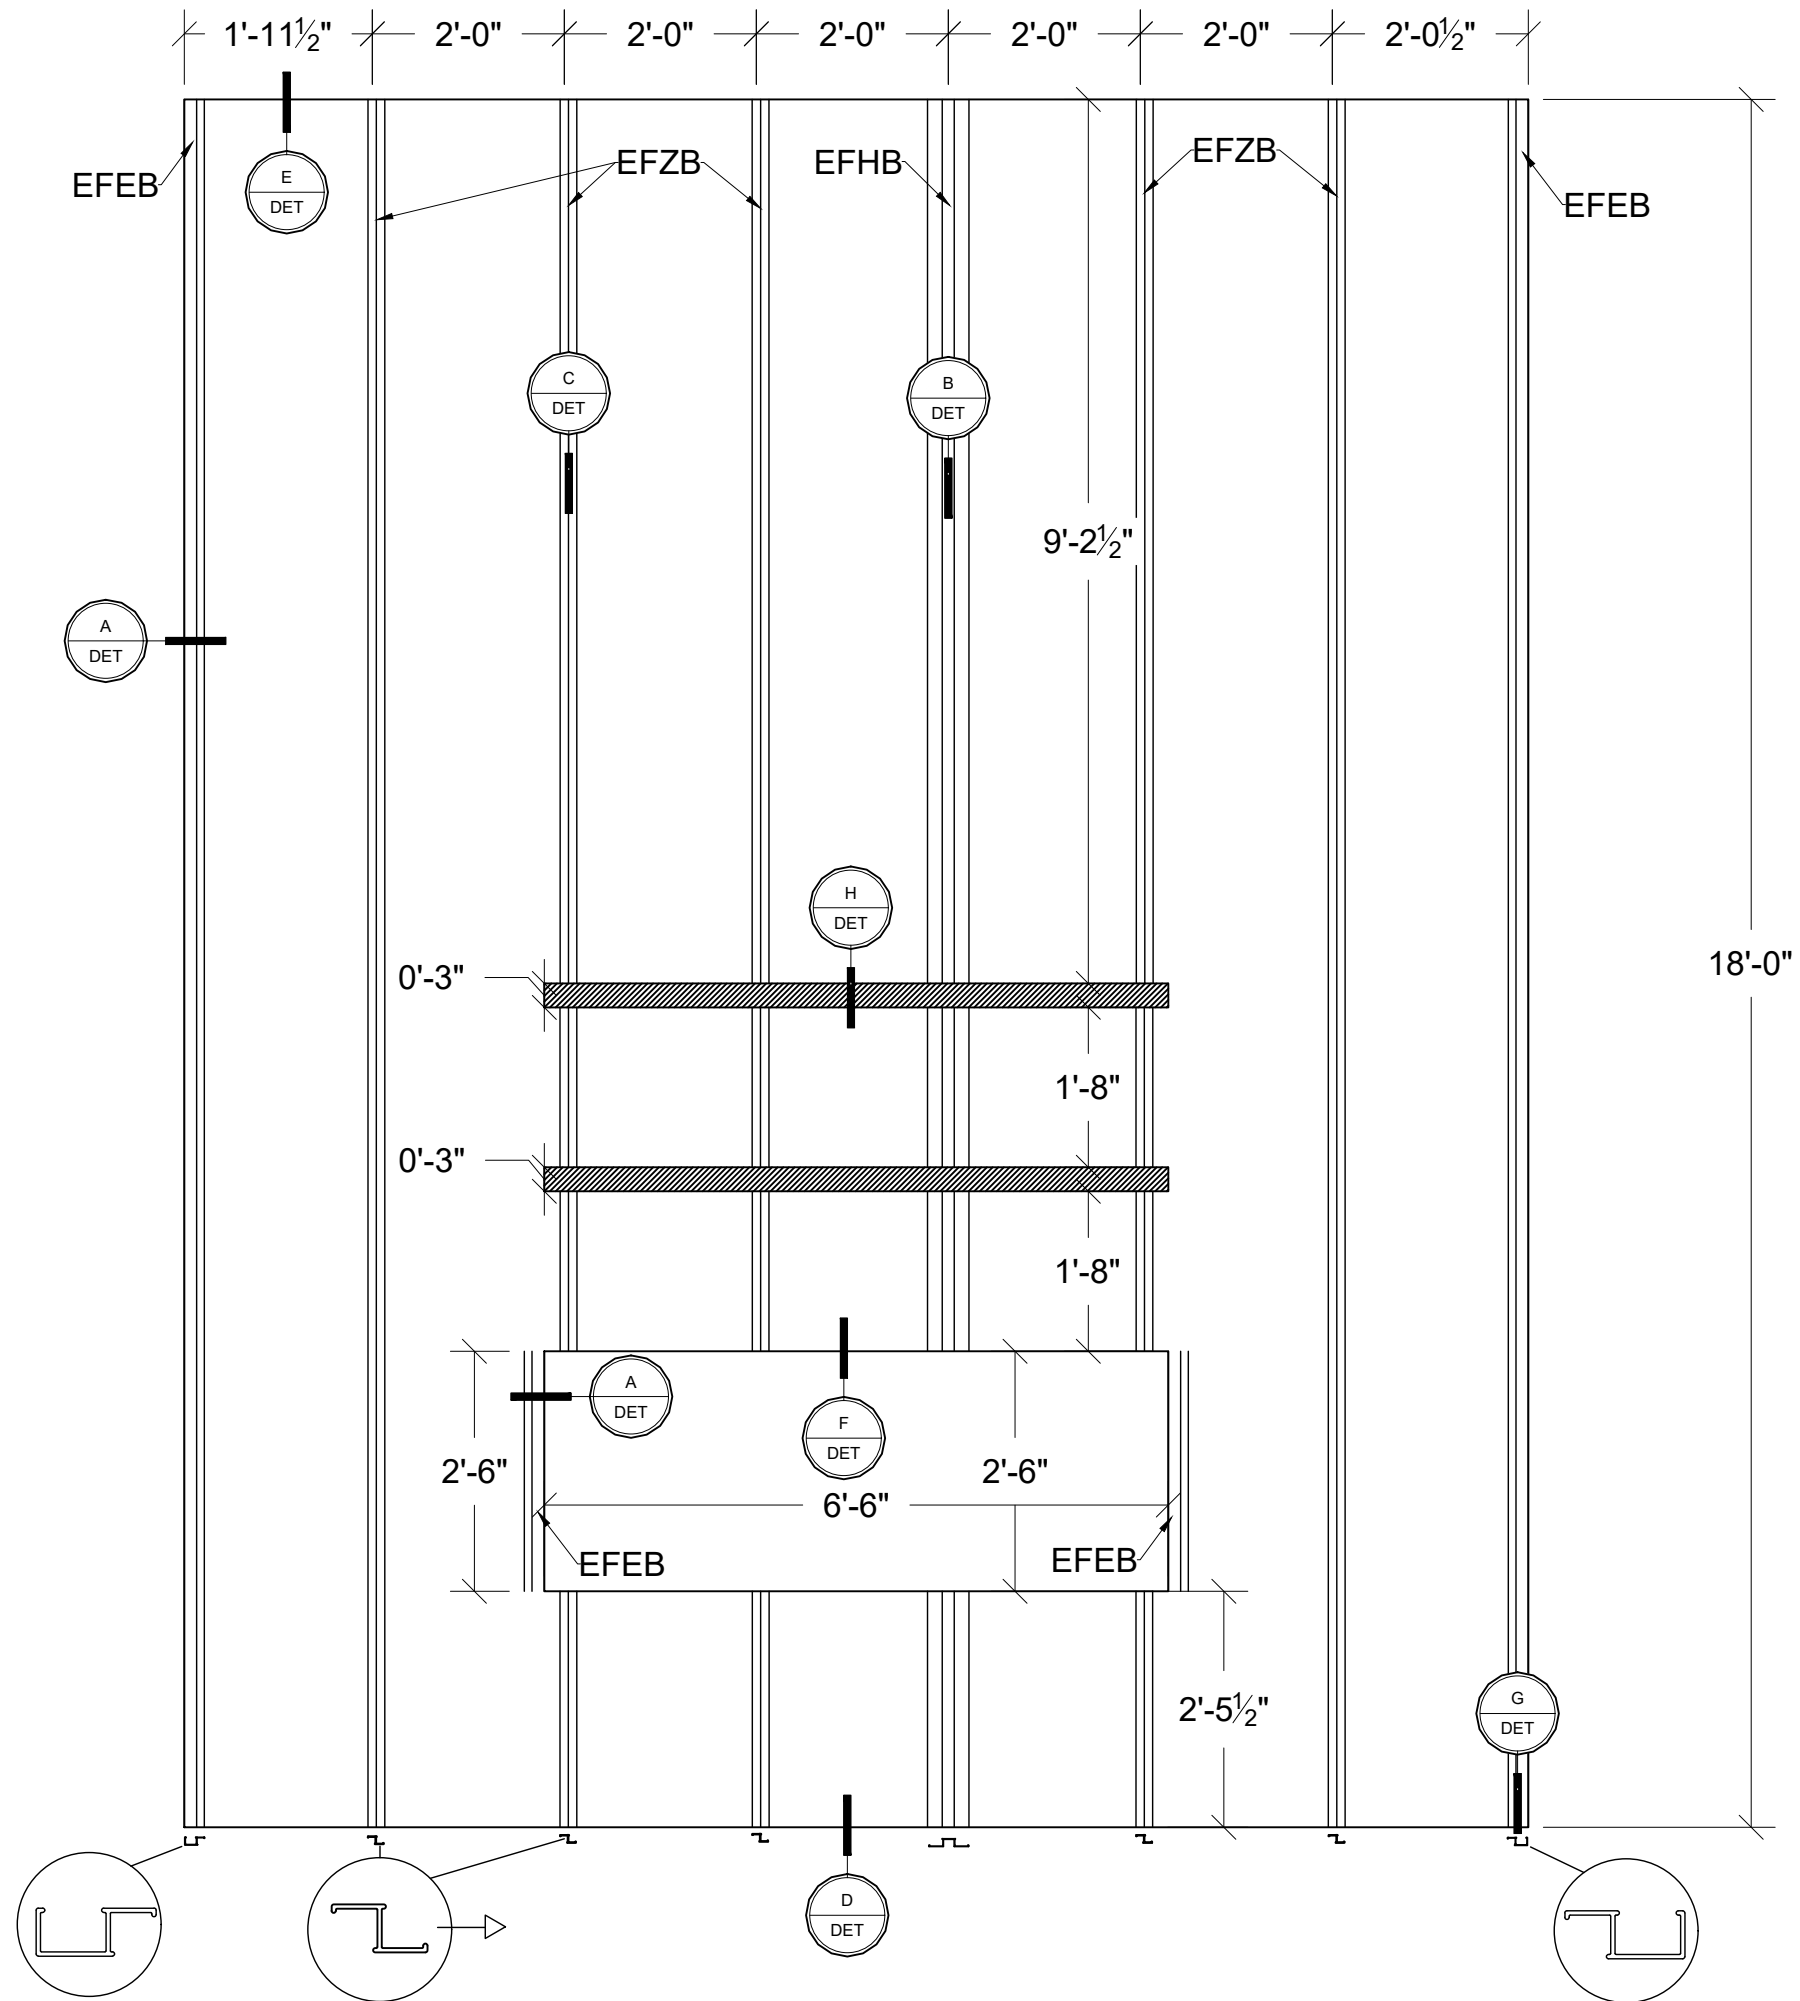 1'-11½" 2'-0" 2'-0" 2'-0" 2'-0" 2'-0" 2'-0½"
EFEB
E
DET
EFZB
EFHB
EFZB
EFEB
C
DET
B
DET
9'-2½"
A
DET
H
DET
18'-0"
0'-3"
1'-8"
0'-3"
1'-8"
A
DET
F
DET
2'-6"
2'-6"
6'-6"
EFEB
EFEB
2'-5½"
G
DET
D
DET